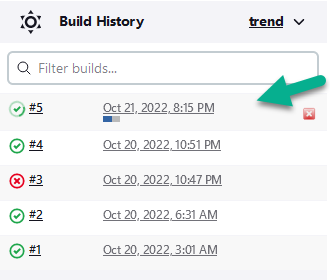 Build History trend
Filter builds...
#5 Oct 21, 2022, 8:15 PM
#4 Oct 20, 2022, 10:51 PM
#3 Oct 20, 2022, 10:47 PM
#2 Oct 20, 2022, 6:31 AM
#1 Oct 20, 2022, 3:01 AM